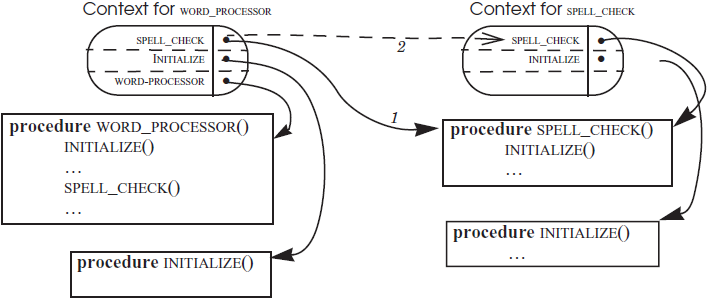 Context for WORD_PROCESSOR
SPELL_CHECK
INITIALIZE
WORD-PROCESSOR
procedure WORD_PROCESSOR()
INITIALIZE()
…
SPELL_CHECK()
…
procedure INITIALIZE()
2
1
Context for SPELL_CHECK
SPELL_CHECK
INITIALIZE
procedure SPELL_CHECK()
INITIALIZE()
…
procedure INITIALIZE()
…